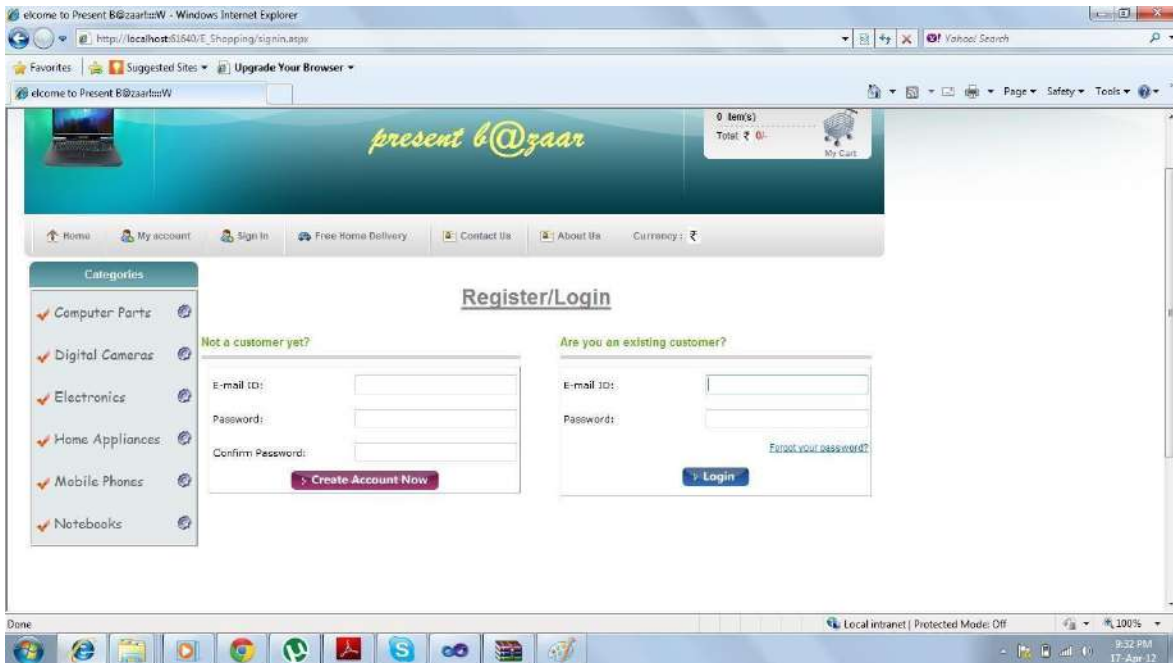 elcome to Present B@zaar!::::W - Windows Internet Explorer
http://localhost:61640/E_Shopping/signin.aspx
Yahoo! Search
Favorites Suggested Sites Upgrade Your Browser
elcome to Present B@zaar!::::W
Page Safety Tools
present b@zaar
0 item(s)
Total: ₹ 0/-
My Cart
Home My account Sign In Free Home Delivery Contact Us About Us Currency : ₹
Categories
Computer Parts
Digital Cameras
Electronics
Home Appliances
Mobile Phones
Notebooks
Register/Login
Not a customer yet?
E-mail ID:
Password:
Confirm Password:
Create Account Now
Are you an existing customer?
E-mail ID:
Password:
Forgot your password?
Login
Done
Local intranet | Protected Mode: Off
100%
9:32 PM
17-Apr-12